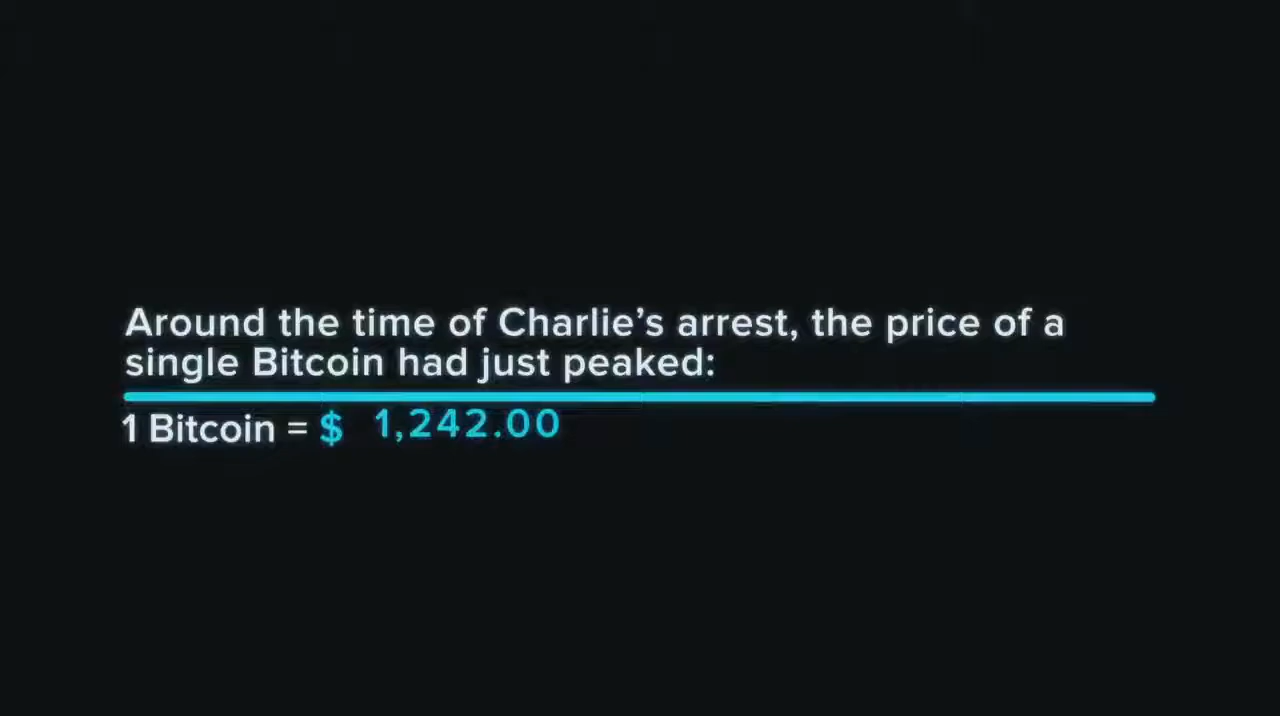 Around the time of Charlie’s arrest, the price of a
single Bitcoin had just peaked:
1 Bitcoin = $ 1,242.00